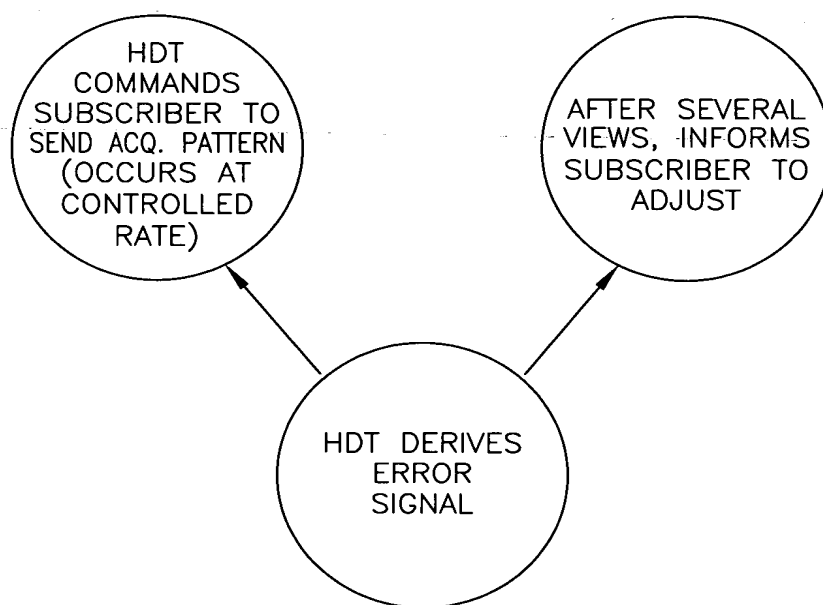 HDT
COMMANDS
SUBSCRIBER TO
SEND ACQ. PATTERN
(OCCURS AT
CONTROLLED
RATE)
AFTER SEVERAL
VIEWS, INFORMS
SUBSCRIBER TO
ADJUST
HDT DERIVES
ERROR
SIGNAL